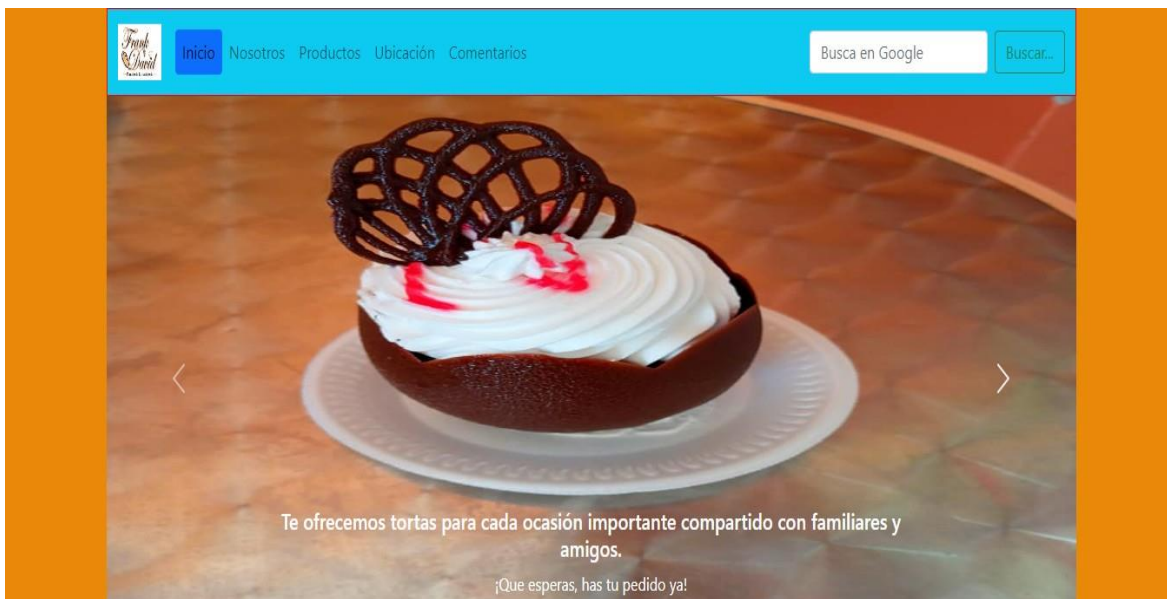 Frank
David
Inicio Nosotros Productos Ubicación Comentarios
Busca en Google
Buscar...
Te ofrecemos tortas para cada ocasión importante compartido con familiares y
amigos.
¡Que esperas, has tu pedido ya!